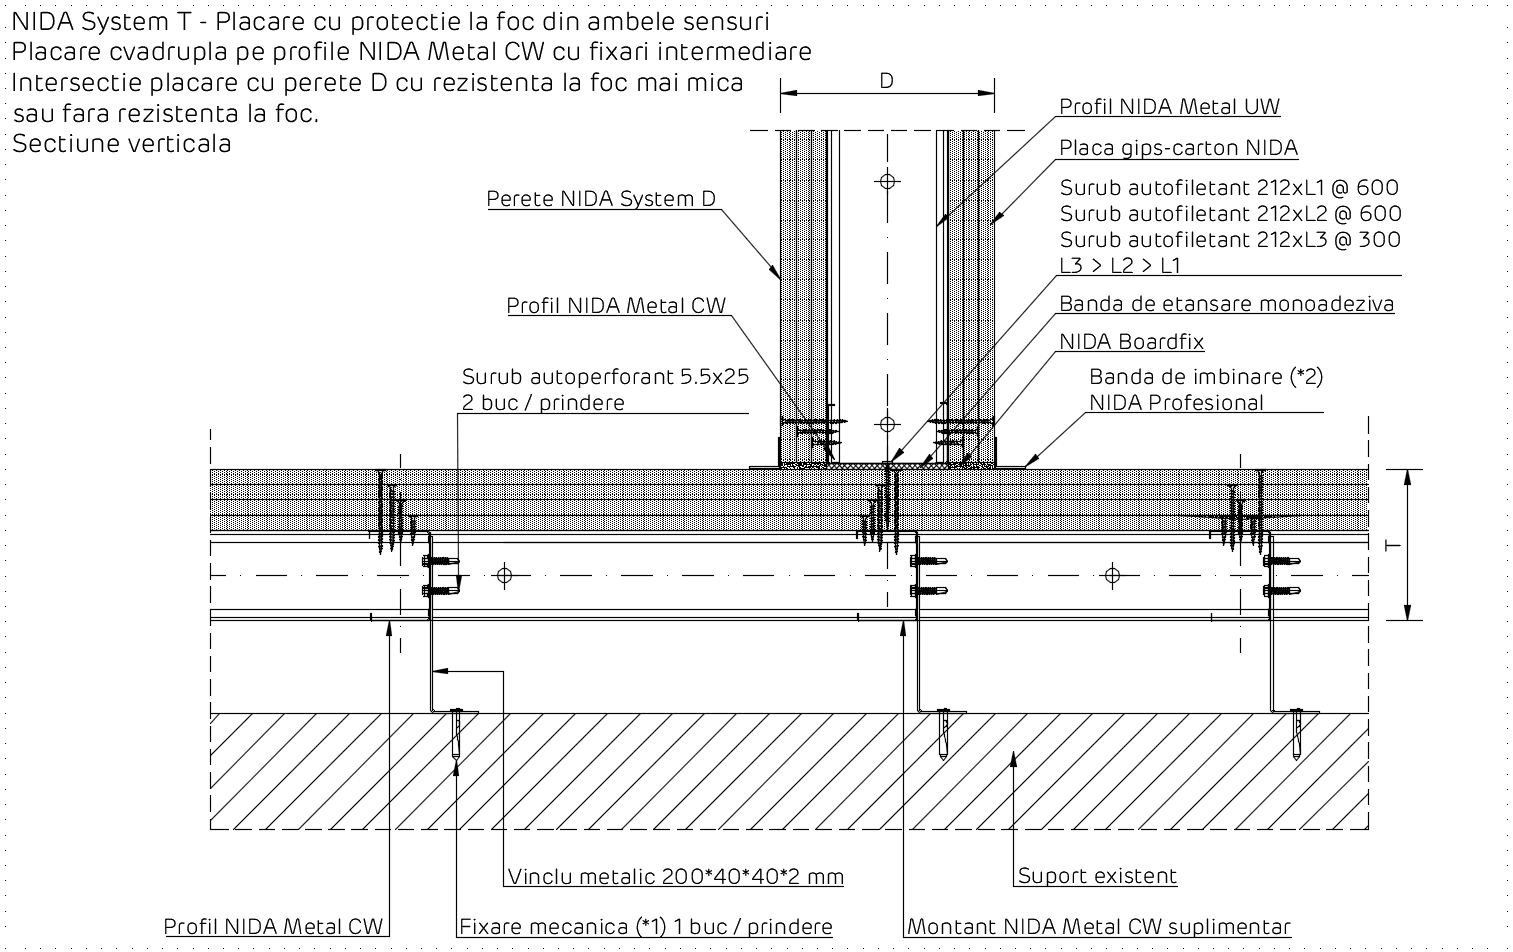 NIDA System T - Placare cu protectie la foc din ambele sensuri
Placare cvadrupla pe profile NIDA Metal CW cu fixari intermediare
Intersectie placare cu perete D cu rezistenta la foc mai mica
sau fara rezistenta la foc.
Sectiune verticala
D
Profil NIDA Metal UW
Placa gips-carton NIDA
Surub autofiletant 212xL1 @ 600
Surub autofiletant 212xL2 @ 600
Surub autofiletant 212xL3 @ 300
L3 > L2 > L1
Perete NIDA System D
Profil NIDA Metal CW
Banda de etansare monoadeziva
NIDA Boardfix
Surub autoperforant 5.5x25
2 buc / prindere
Banda de imbinare (*2)
NIDA Profesional
T
Vinclu metalic 200*40*40*2 mm
Suport existent
Profil NIDA Metal CW
Fixare mecanica (*1) 1 buc / prindere
Montant NIDA Metal CW suplimentar